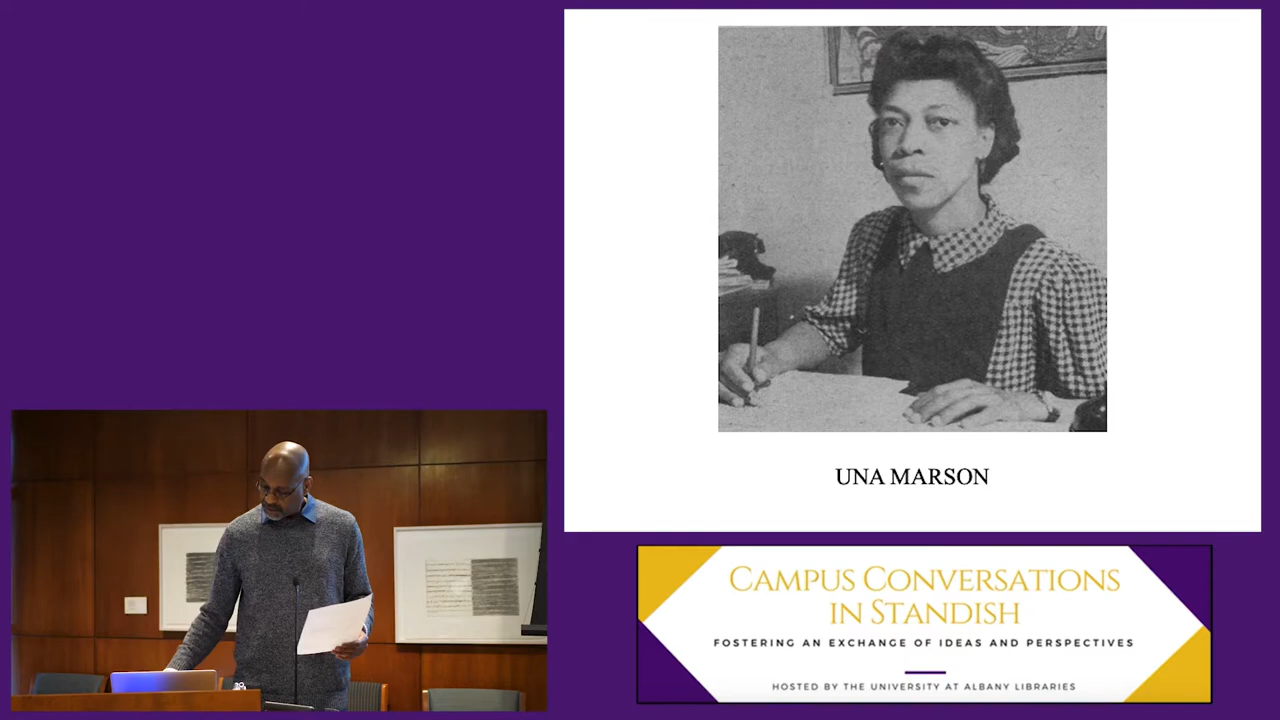 UNA MARSON
CAMPUS CONVERSATIONS
IN STANDISH
FOSTERING AN EXCHANGE OF IDEAS AND PERSPECTIVES
HOSTED BY THE UNIVERSITY AT ALBANY LIBRARIES